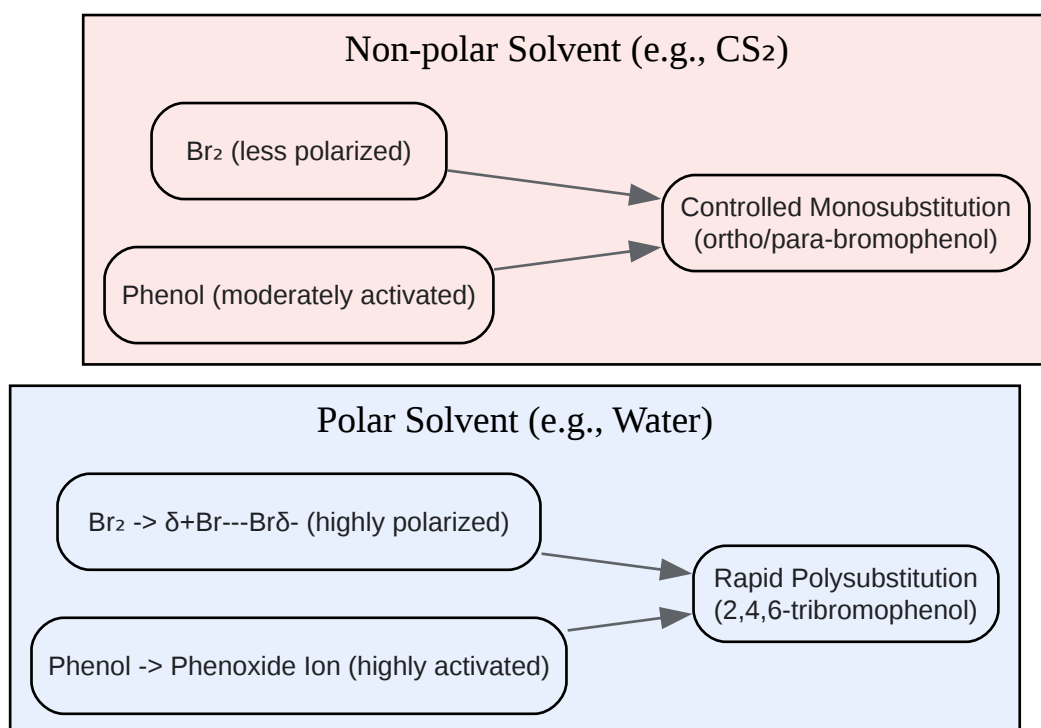 Non-polar Solvent (e.g., CS₂)
Br₂ (less polarized)
Controlled Monosubstitution
(ortho/para-bromophenol)
Phenol (moderately activated)
Polar Solvent (e.g., Water)
Br₂ -> δ+Br---Brδ- (highly polarized)
Rapid Polysubstitution
(2,4,6-tribromophenol)
Phenol -> Phenoxide Ion (highly activated)